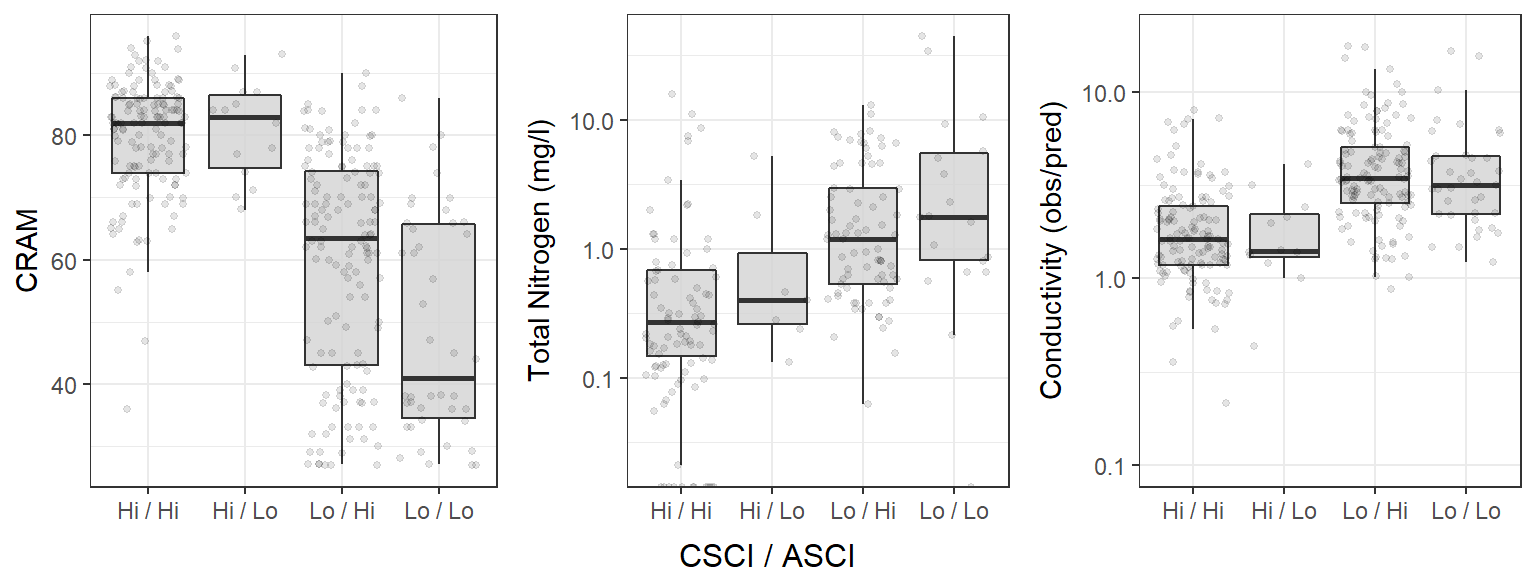 CRAM
80
60
40
Hi / Hi
Hi / Lo
Lo / Hi
Lo / Lo
Total Nitrogen (mg/l)
10.0
1.0
0.1
Hi / Hi
Hi / Lo
Lo / Hi
Lo / Lo
Conductivity (obs/pred)
10.0
1.0
0.1
Hi / Hi
Hi / Lo
Lo / Hi
Lo / Lo
CSCI / ASCI